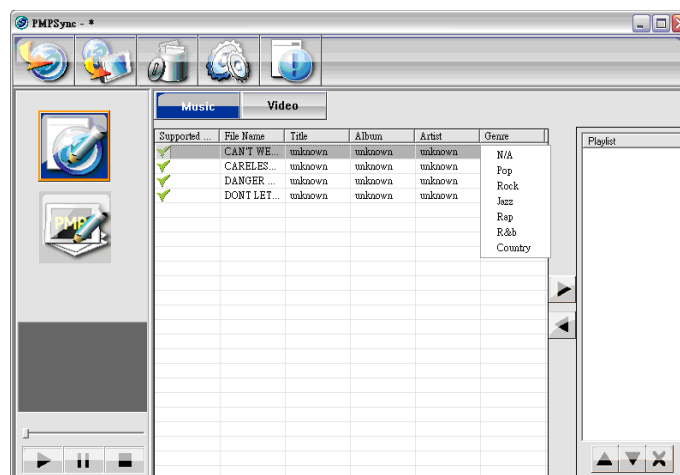 PMPSync - *
Music Video
Supported ... File Name Title Album Artist Genre
Playlist
CAN'T WE... unknown unknown unknown
CARELES... unknown unknown unknown
DANGER ... unknown unknown unknown
DONT LET... unknown unknown unknown
N/A
Pop
Rock
Jazz
Rap
R&b
Country
PMP